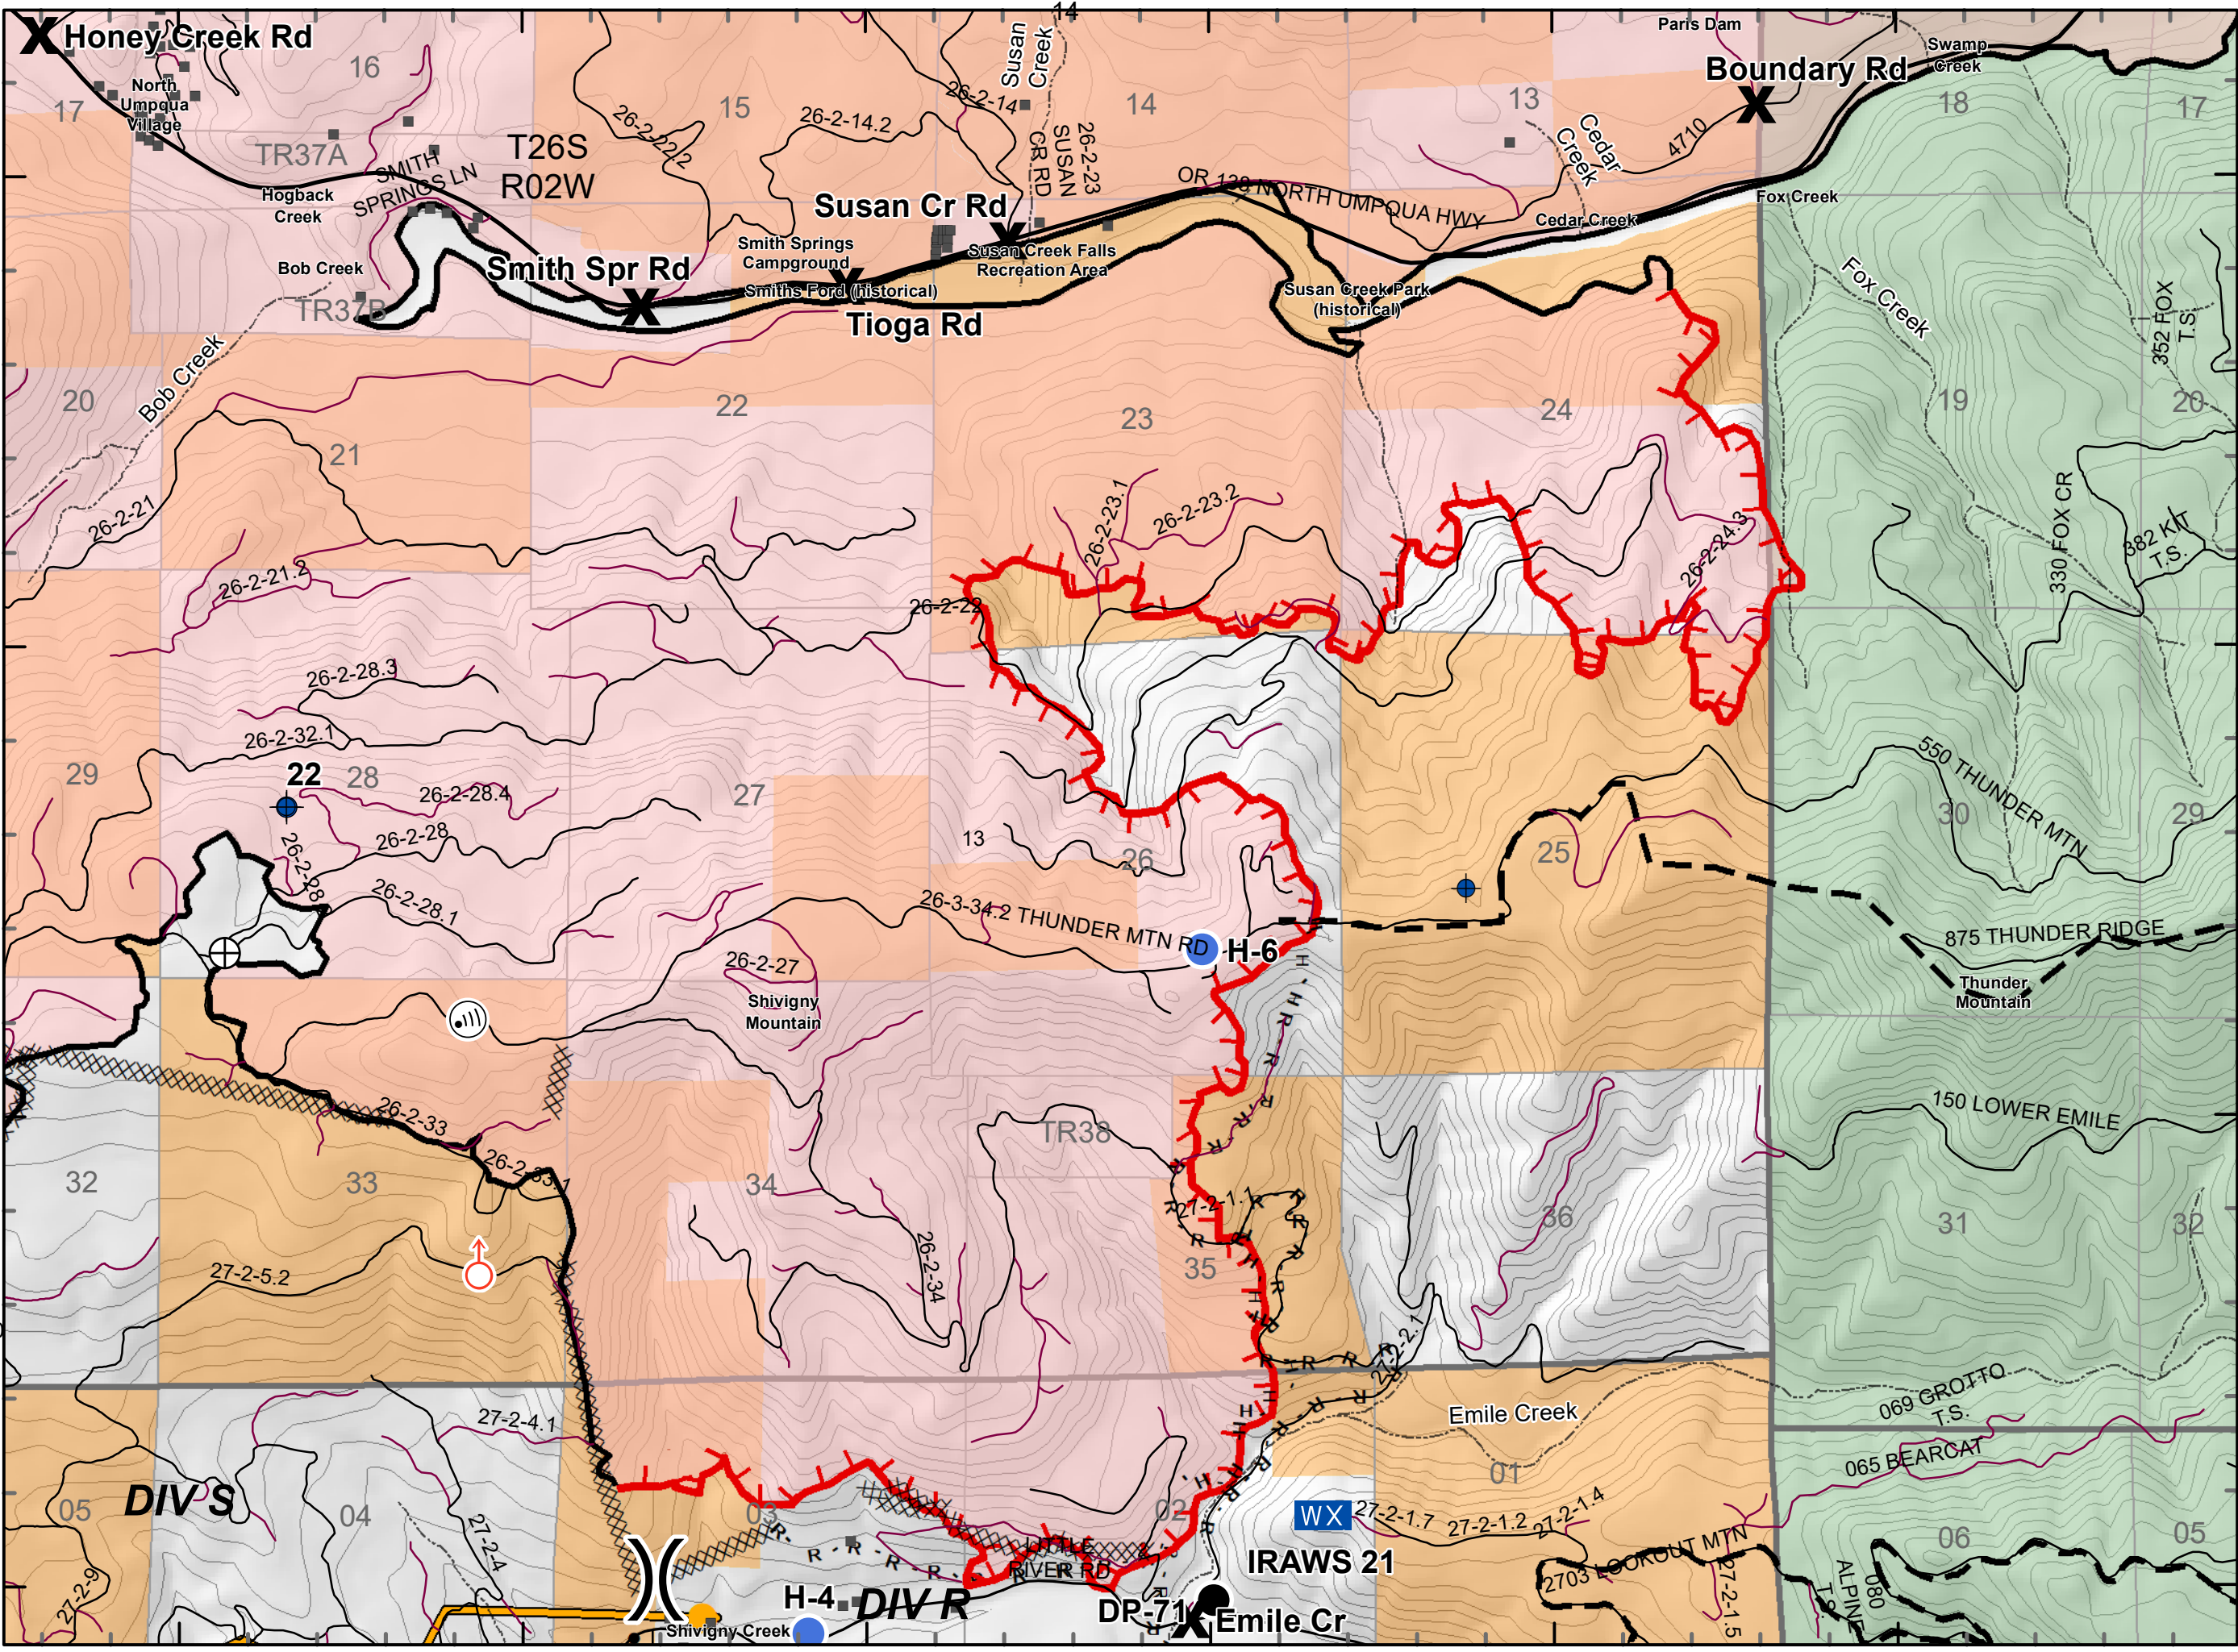 14
Honey Creek Rd
North
Umpqua
Village
16
17
TR37A
SMITH
SPRINGS LN
T26S
R02W
Hogback
Creek
Bob Creek
TR37B
26-2-22.2
15
26-2-14.2
26-2-14
Susan
Creek
14
SUSAN
CR RD
26-2-23
13
Cedar
Creek
4710
Paris Dam
Boundary Rd
Swamp
Creek
18
17
OR 138 NORTH UMPQUA HWY
Fox Creek
Cedar Creek
Susan Cr Rd
Smith Springs
Campground
Susan Creek Falls
Recreation Area
Smith Spr Rd
Smiths Ford (historical)
Tioga Rd
Susan Creek Park
(historical)
Fox Creek
352 FOX
T.S.
Bob Creek
20
21
22
23
24
19
20
26-2-21
26-2-21.2
26-2-23.1
26-2-23.2
26-2-24.3
330 FOX CR
382 KIT
T.S.
26-2-22
26-2-28.3
26-2-32.1
29
22
28
26-2-28.4
26-2-28
26-2-28
26-2-28.1
27
13
26
25
30
29
550 THUNDER MTN
26-3-34.2 THUNDER MTN RD
H-6
875 THUNDER RIDGE
Thunder
Mountain
26-2-27
Shivigny
Mountain
26-2-33
26-2-33.1
TR38
150 LOWER EMILE
32
33
34
26-2-34
27-2-1.1
35
36
31
32
27-2-5.2
27-2-2.1
27-2-4.1
Emile Creek
069 GROTTO
T.S.
065 BEARCAT
05
DIV S
04
27-2-4
03
02
01
06
05
WX
27-2-1.7
27-2-1.2
27-2-1.4
IRAWS 21
2703 LOOKOUT MTN
27-2-1.5
080
ALPINE
T.S.
LITTLE
RIVER RD
27-2-9
H-4
DIV R
DP-71
Emile Cr
Shivigny Creek